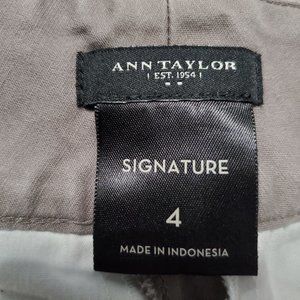 ANN TAYLOR
EST. 1954
SIGNATURE
4
MADE IN INDONESIA